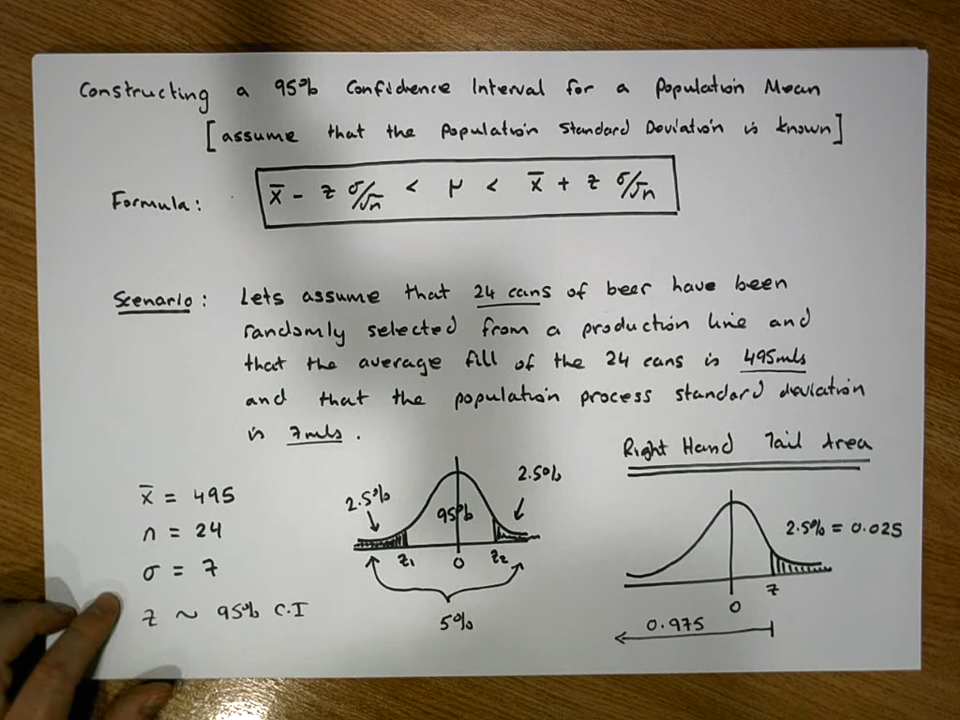 Constructing a 95% Confidence Interval for a Population Mean
[assume that the Population Standard Deviation is known]
Formula: x̄ - z σ/√n < μ < x̄ + z σ/√n
Scenario: Lets assume that 24 cans of beer have been
randomly selected from a production line and
that the average fill of the 24 cans is 495mls
and that the population process standard deviation
is 7mls.
Right Hand Tail Area
x̄ = 495
n = 24
σ = 7
z ~ 95% C.I
2.5%
2.5%
95%
z₁ 0 z₂
5%
2.5% = 0.025
z
0
0.975